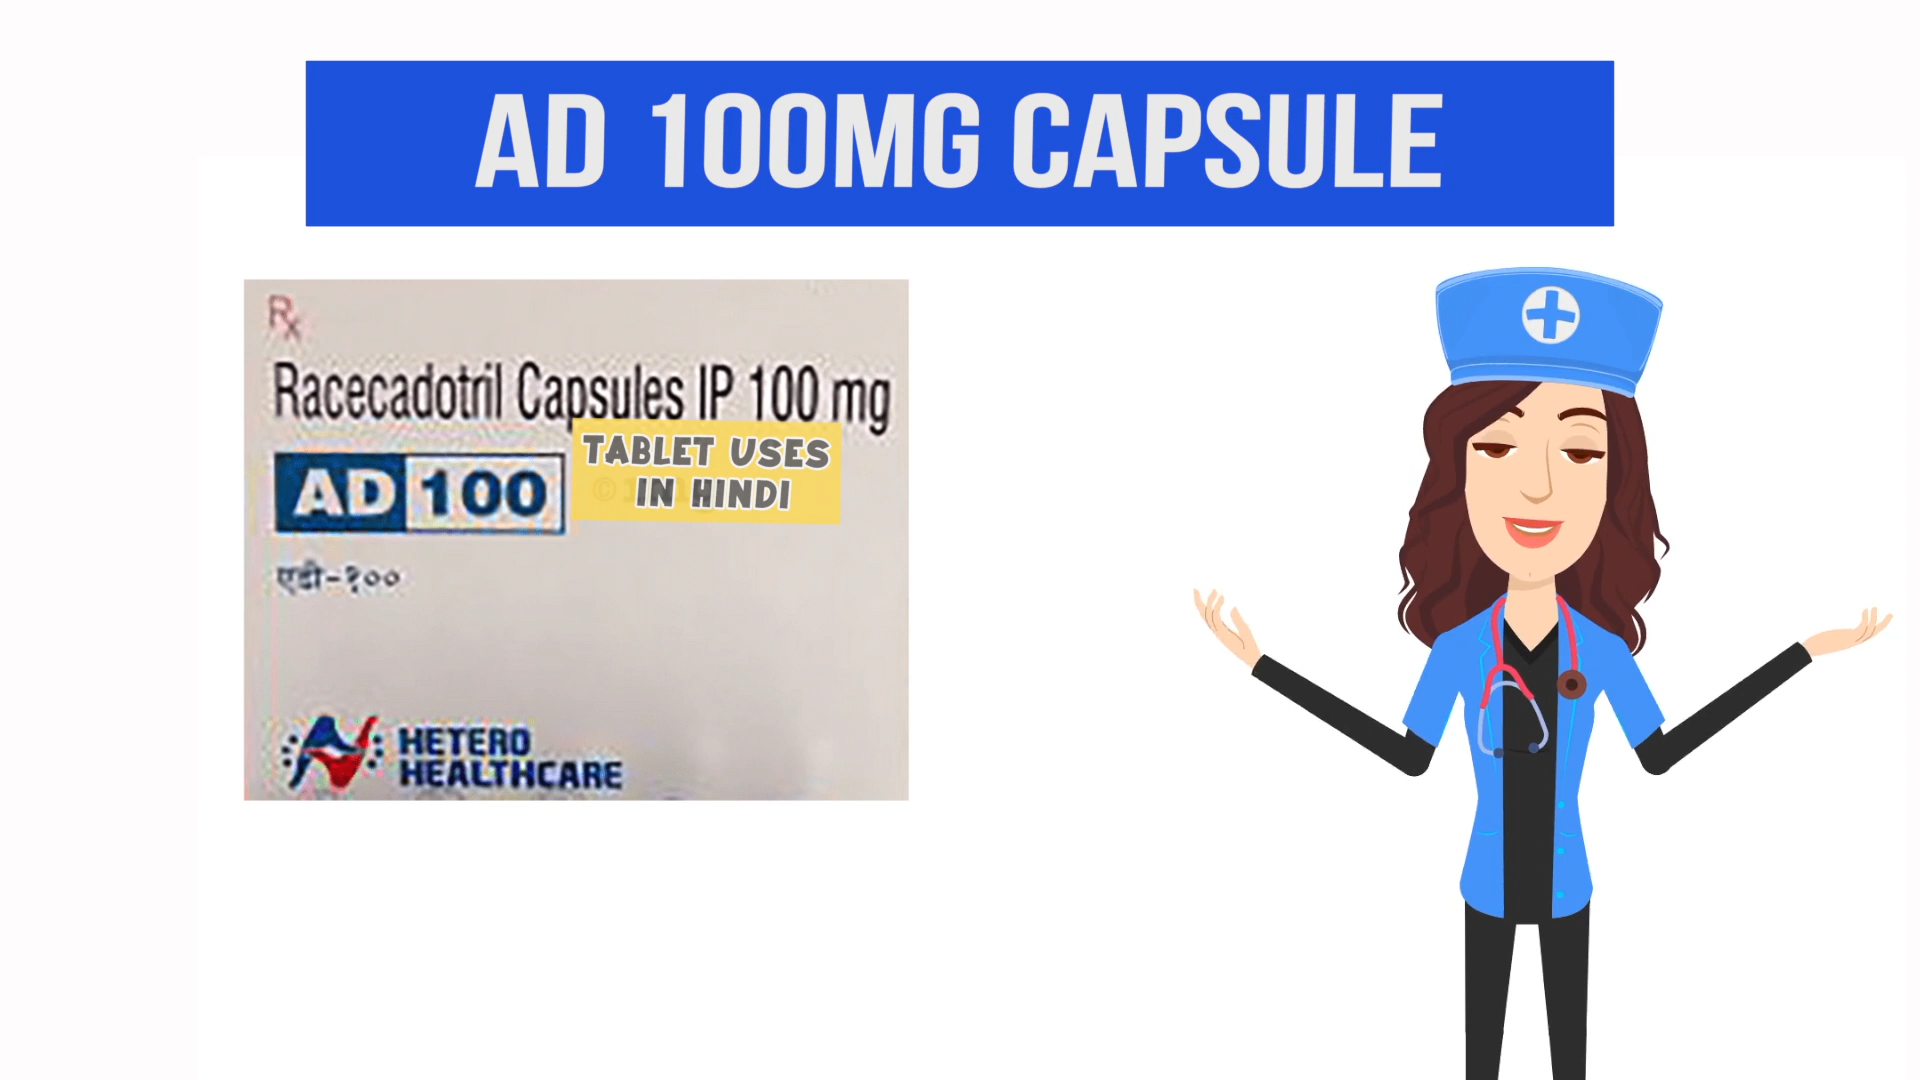 AD 100MG CAPSULE
Rx
Racecadotril Capsules IP 100 mg
TABLET USES
IN HINDI
AD 100
एडी-१००
HETERO
HEALTHCARE